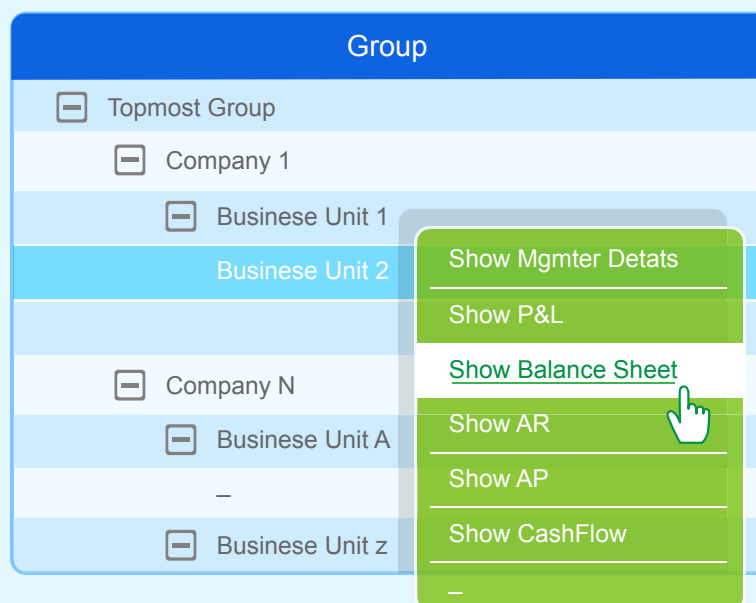 Group
Topmost Group
Company 1
Businese Unit 1
Businese Unit 2
Company N
Businese Unit A
–
Businese Unit z
Show Mgmter Detats
Show P&L
Show Balance Sheet
Show AR
Show AP
Show CashFlow
–